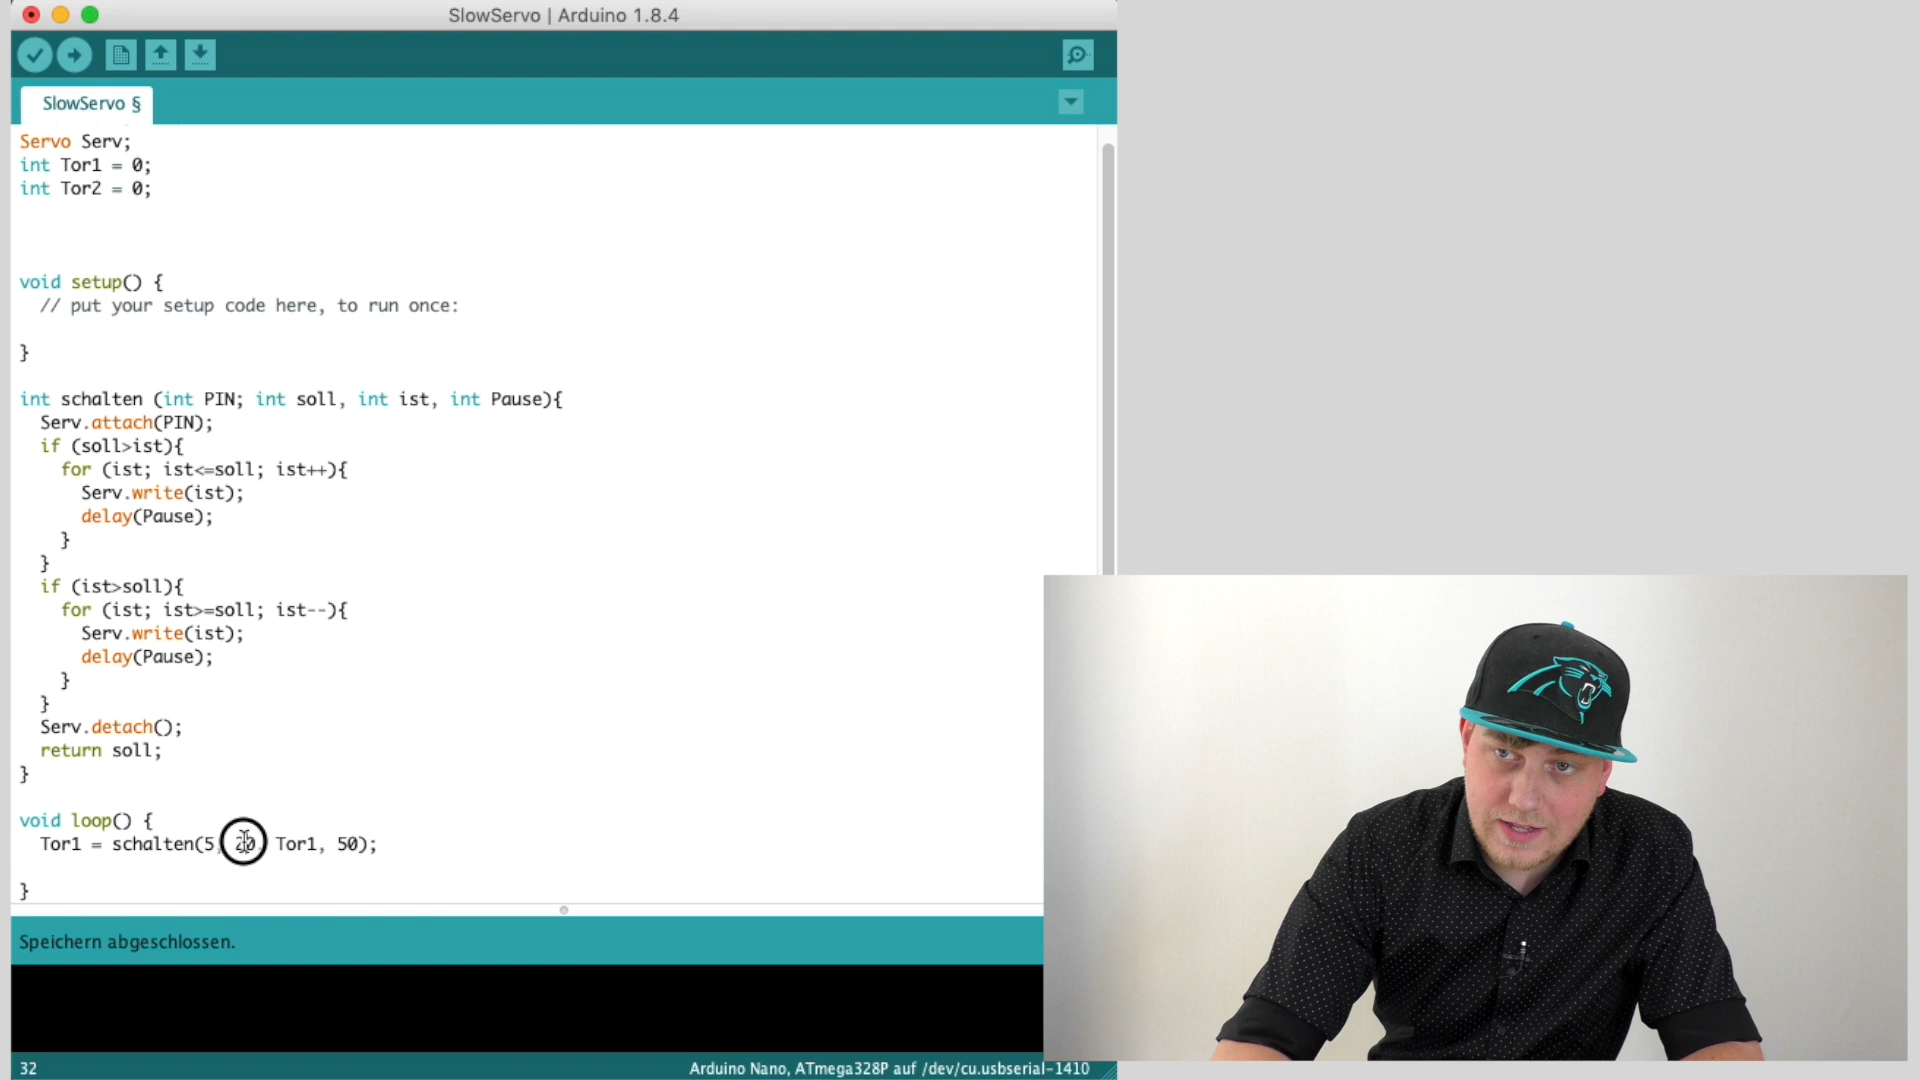 SlowServo | Arduino 1.8.4
SlowServo §
Servo Serv;
int Tor1 = 0;
int Tor2 = 0;
void setup() {
// put your setup code here, to run once:
}
int schalten (int PIN; int soll, int ist, int Pause){
Serv.attach(PIN);
if (soll>ist){
for (ist; ist<=soll; ist++){
Serv.write(ist);
delay(Pause);
}
}
if (ist>soll){
for (ist; ist>=soll; ist--){
Serv.write(ist);
delay(Pause);
}
}
Serv.detach();
return soll;
}
void loop() {
Tor1 = schalten(5, 20, Tor1, 50);
}
Speichern abgeschlossen.
32
Arduino Nano, ATmega328P auf /dev/cu.usbserial-1410